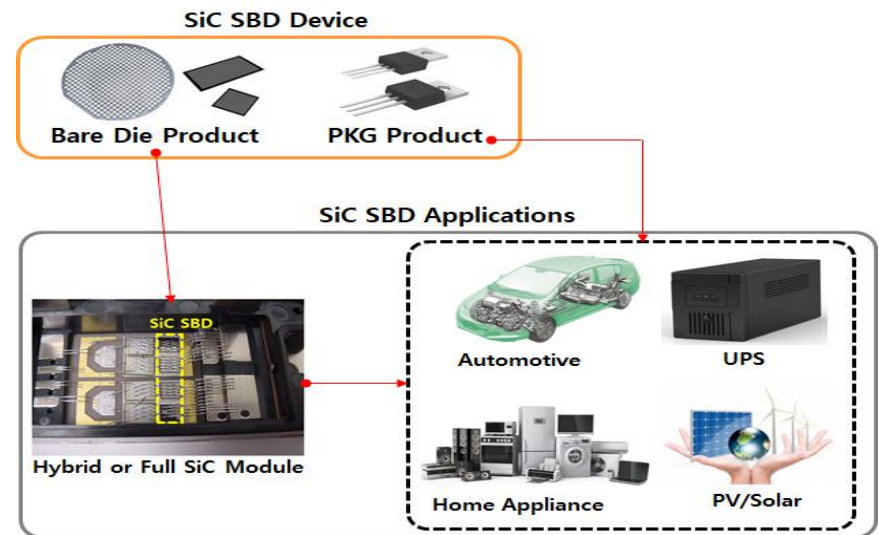 SiC SBD Device
Bare Die Product
PKG Product
SiC SBD Applications
SiC SBD
Hybrid or Full SiC Module
Automotive
UPS
Home Appliance
PV/Solar